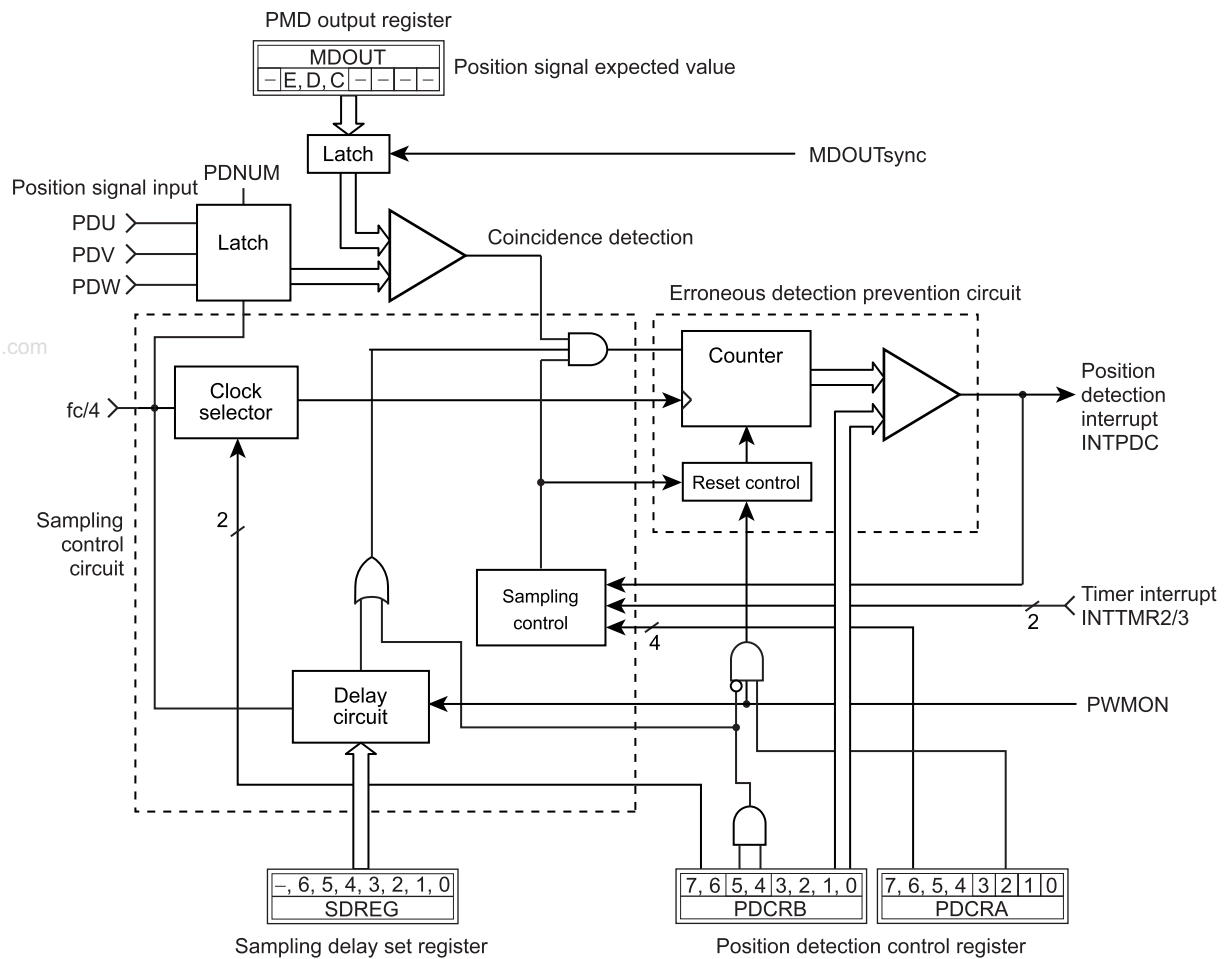 PMD output register
MDOUT
– E, D, C – – – –
Position signal expected value
Latch
MDOUTsync
PDNUM
Position signal input
PDU
PDV
PDW
Latch
Coincidence detection
Erroneous detection prevention circuit
.com
Counter
Clock
selector
fc/4
Position
detection
interrupt
INTPDC
Reset control
2
Sampling
control
circuit
Sampling
control
Timer interrupt
INTTMR2/3
2
4
Delay
circuit
PWMON
–, 6, 5, 4, 3, 2, 1, 0
SDREG
Sampling delay set register
7, 6 5, 4 3, 2, 1, 0
PDCRB
7, 6, 5, 4 3 2 1 0
PDCRA
Position detection control register